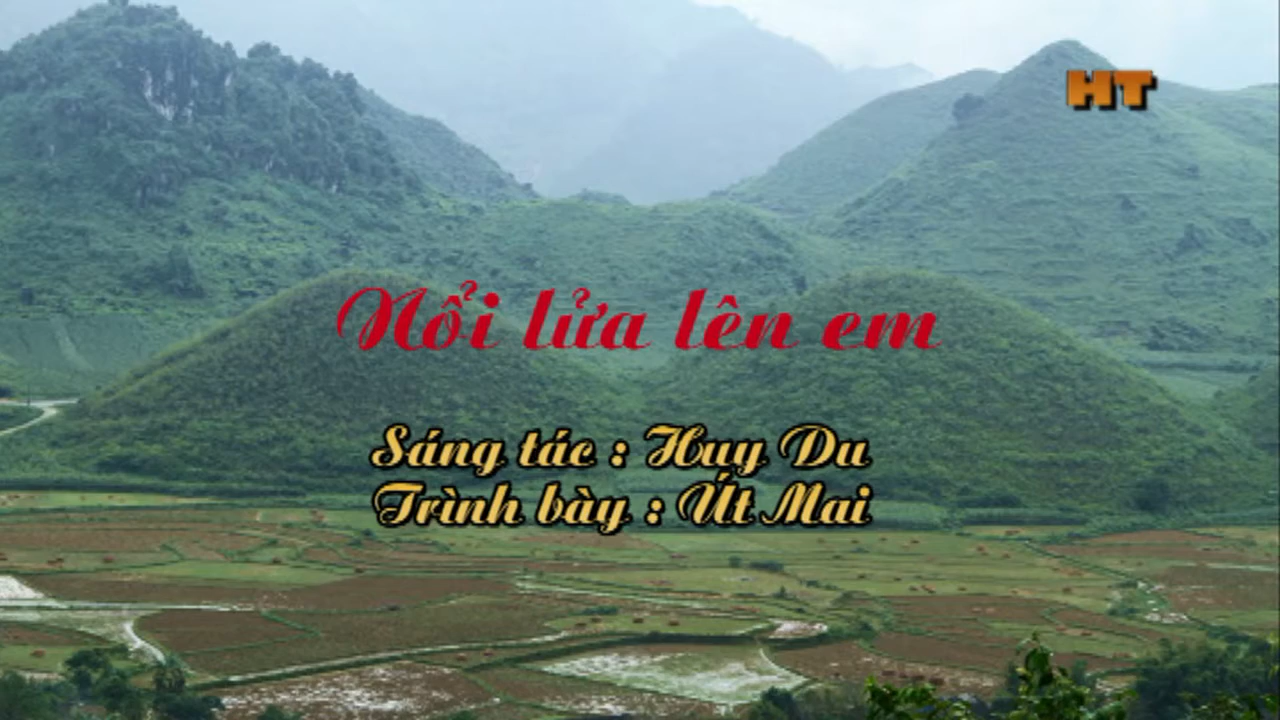 HT
Nổi lửa lên em
Sáng tác : Huy Du
Trình bày : Út Mai